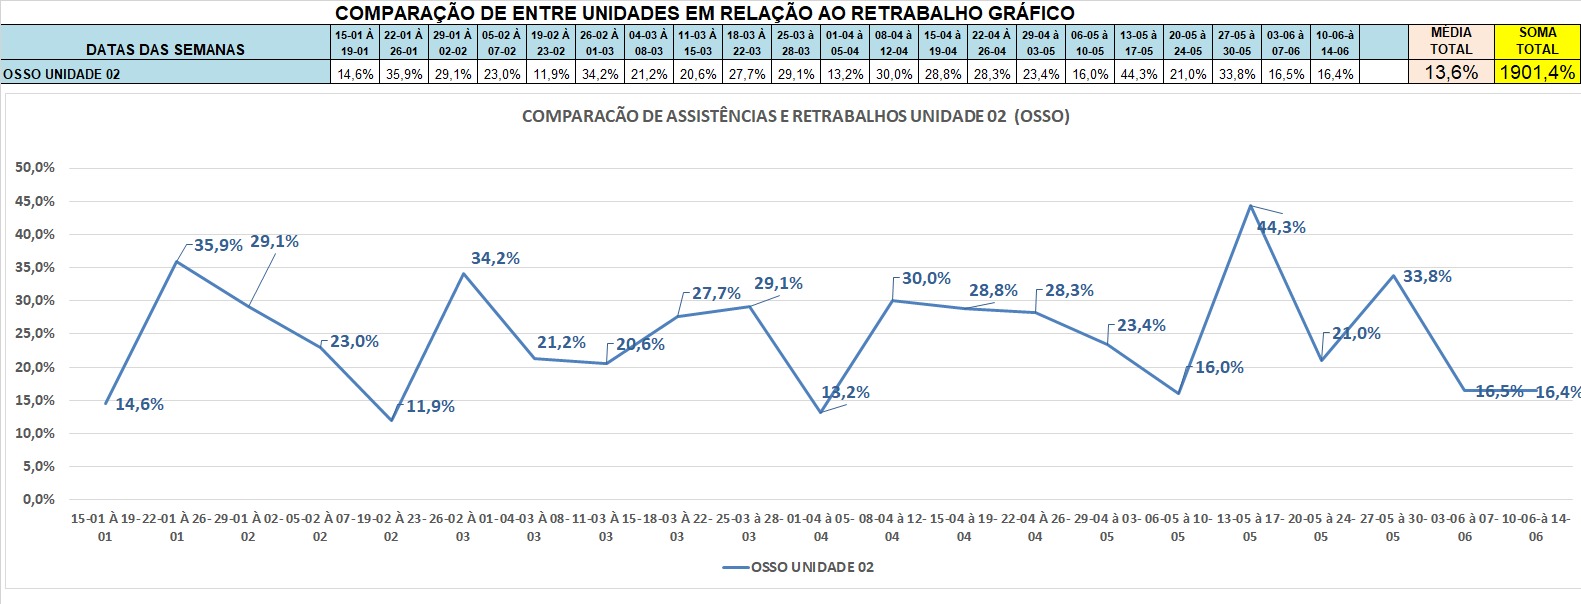 COMPARAÇÃO DE ENTRE UNIDADES EM RELAÇÃO AO RETRABALHO GRÁFICO
DATAS DAS SEMANAS 15-01 À 19-01 22-01 À 26-01 29-01 À 02-02 05-02 À 07-02 19-02 À 23-02 26-02 À 01-03 04-03 À 08-03 11-03 À 15-03 18-03 À 22-03 25-03 à 28-03 01-04 à 05-04 08-04 à 12-04 15-04 à 19-04 22-04 À 26-04 29-04 à 03-05 06-05 à 10-05 13-05 à 17-05 20-05 à 24-05 27-05 à 30-05 03-06 à 07-06 10-06-à 14-06 MÉDIA TOTAL SOMA TOTAL
OSSO UNIDADE 02 14,6% 35,9% 29,1% 23,0% 11,9% 34,2% 21,2% 20,6% 27,7% 29,1% 13,2% 30,0% 28,8% 28,3% 23,4% 16,0% 44,3% 21,0% 33,8% 16,5% 16,4% 13,6% 1901,4%
COMPARACÃO DE ASSISTÊNCIAS E RETRABALHOS UNIDADE 02 (OSSO)
50,0%
45,0%
40,0%
35,0%
30,0%
25,0%
20,0%
15,0%
10,0%
5,0%
0,0%
14,6%
35,9%
29,1%
23,0%
11,9%
34,2%
21,2%
20,6%
27,7%
29,1%
13,2%
30,0%
28,8%
28,3%
23,4%
16,0%
44,3%
21,0%
33,8%
16,5%
16,4%
15-01 À 19-01
22-01 À 26-01
29-01 À 02-02
05-02 À 07-02
19-02 À 23-02
26-02 À 01-03
04-03 À 08-03
11-03 À 15-03
18-03 À 22-03
25-03 à 28-03
01-04 à 05-04
08-04 à 12-04
15-04 à 19-04
22-04 À 26-04
29-04 à 03-05
06-05 à 10-05
13-05 à 17-05
20-05 à 24-05
27-05 à 30-05
03-06 à 07-06
10-06-à 14-06
OSSO UNIDADE 02